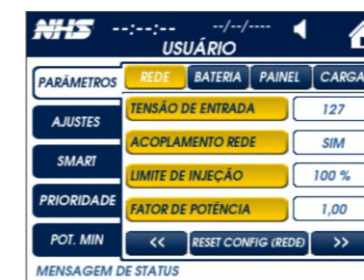 NHS --:--:-- --/--/----
USUÁRIO
PARÂMETROS REDE BATERIA PAINEL CARGA
TENSÃO DE ENTRADA 127
AJUSTES
ACOPLAMENTO REDE SIM
SMART
LIMITE DE INJEÇÃO 100 %
PRIORIDADE
FATOR DE POTÊNCIA 1,00
POT. MIN << RESET CONFIG (REDE) >>
MENSAGEM DE STATUS